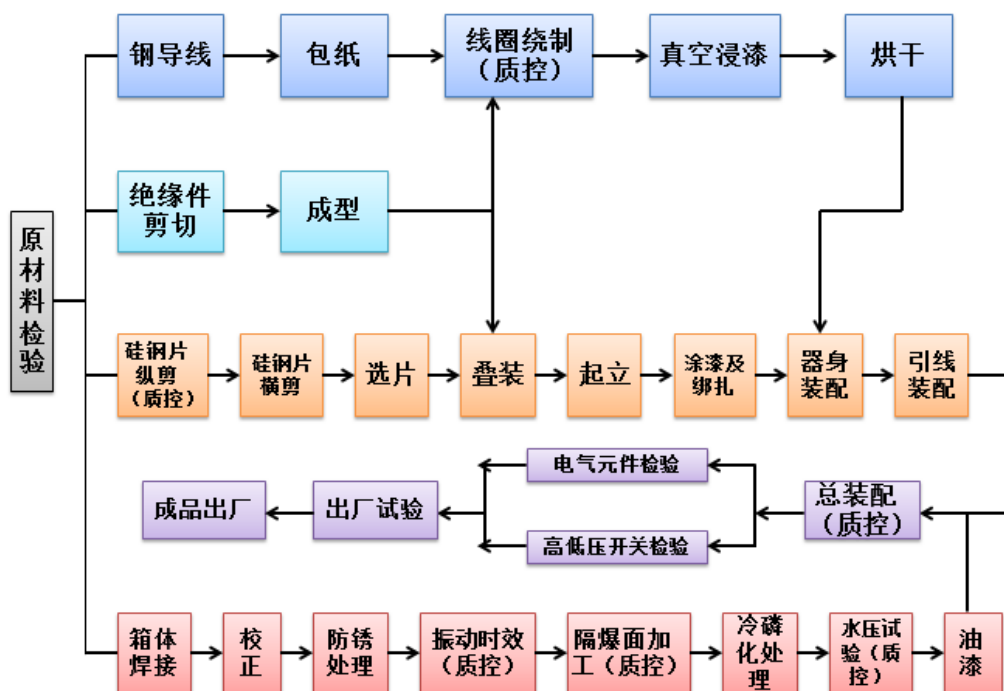 原
材
料
检
验
钢导线
包纸
线圈绕制
(质控)
真空浸漆
烘干
绝缘件
剪切
成型
硅钢片
纵剪
(质控)
硅钢片
横剪
选片
叠装
起立
涂漆及
绑扎
器身
装配
引线
装配
成品出厂
出厂试验
电气元件检验
高低压开关检验
总装配
(质控)
箱体
焊接
校
正
防锈
处理
振动时效
(质控)
隔爆面加
工(质控)
冷磷
化处
理
水压试
验(质
控)
油
漆